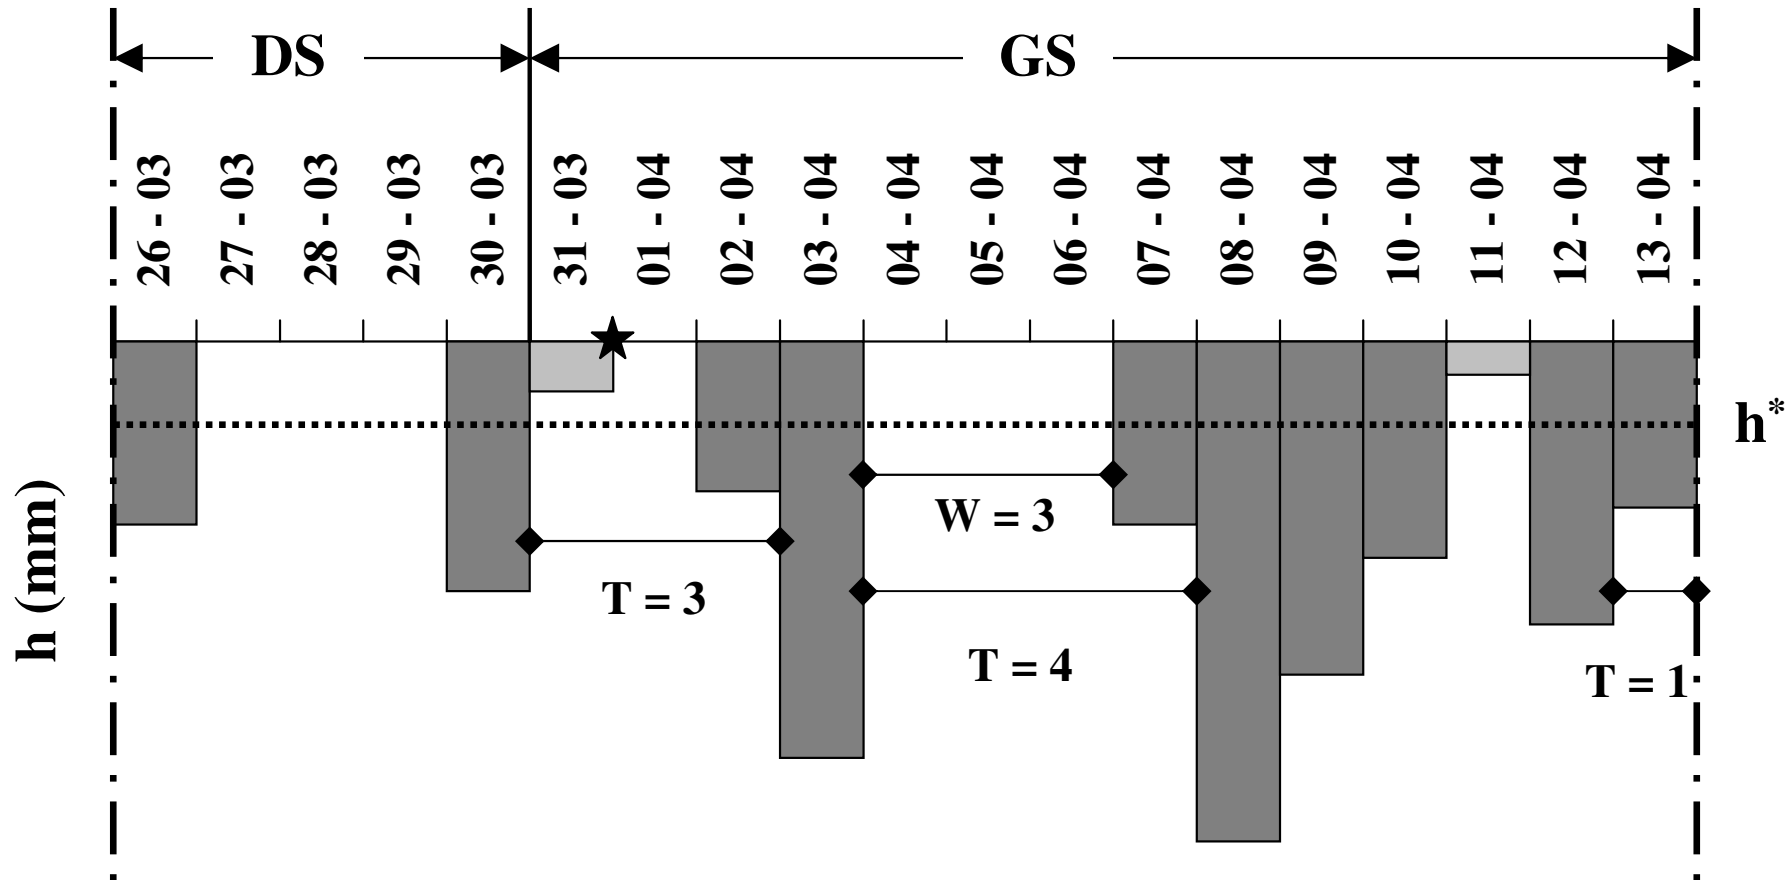 DS
GS
26 - 03
27 - 03
28 - 03
29 - 03
30 - 03
31 - 03
01 - 04
02 - 04
03 - 04
04 - 04
05 - 04
06 - 04
07 - 04
08 - 04
09 - 04
10 - 04
11 - 04
12 - 04
13 - 04
h*
h (mm)
W = 3
T = 3
T = 4
T = 1